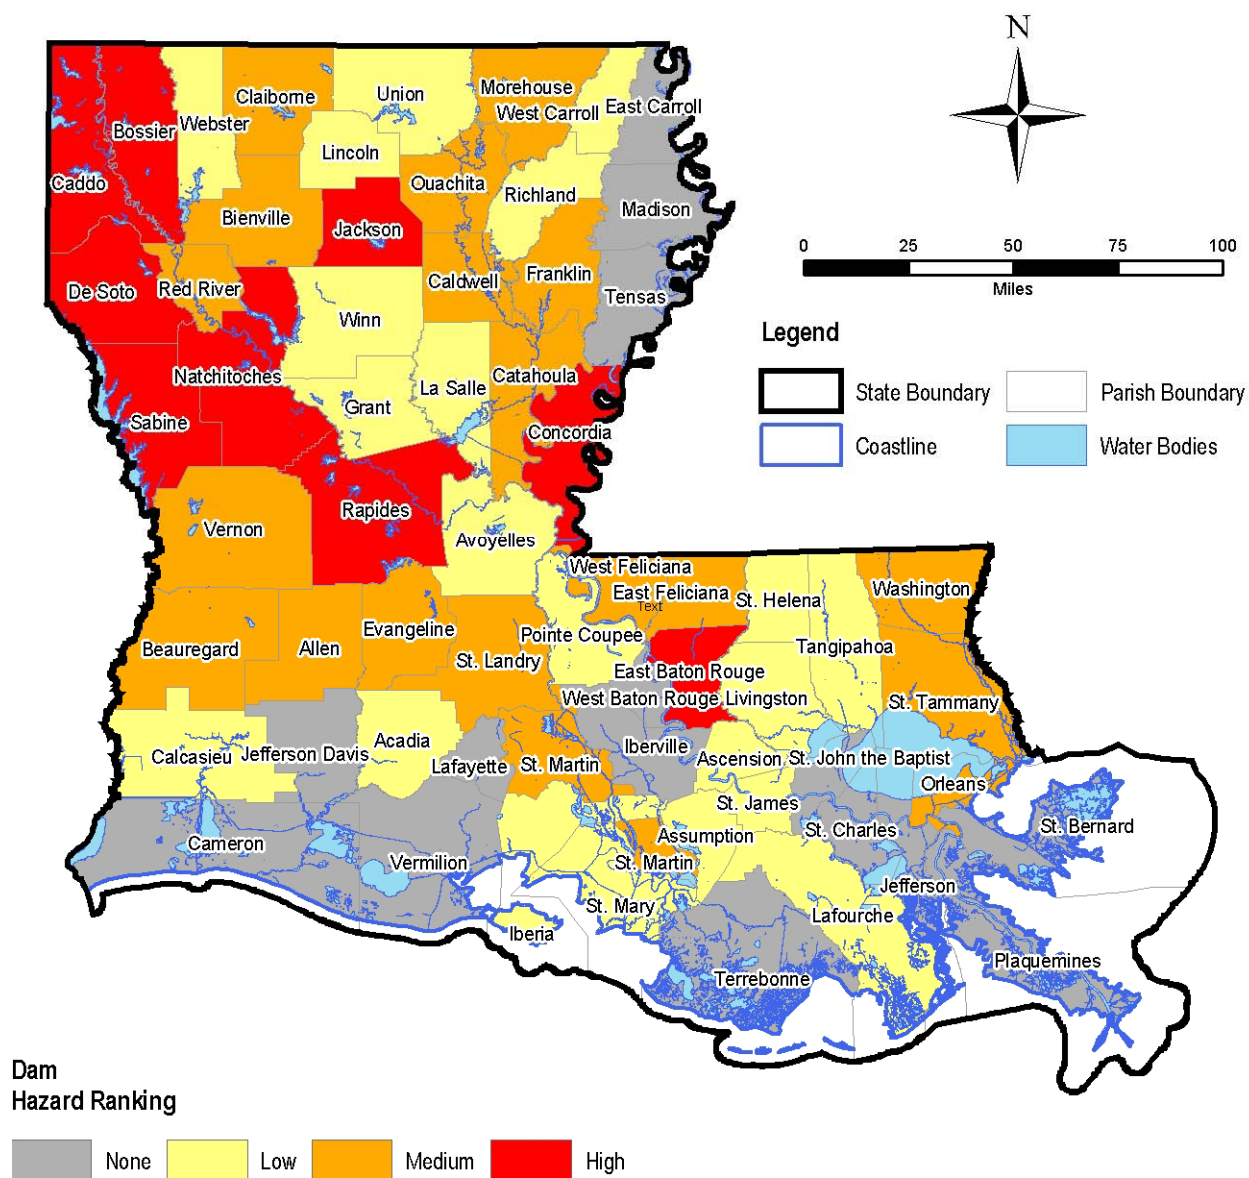 N
Claiborne
Union
Morehouse
West Carroll
East Carroll
Bossier
Webster
Lincoln
Caddo
Ouachita
Richland
Madison
Bienville
Jackson
0 25 50 75 100
Miles
De Soto
Red River
Caldwell
Franklin
Tensas
Winn
Legend
Natchitoches
La Salle
Catahoula
State Boundary
Parish Boundary
Grant
Sabine
Concordia
Coastline
Water Bodies
Rapides
Vernon
Avoyelles
West Feliciana
East Feliciana
Text
St. Helena
Washington
Evangeline
Pointe Coupee
Beauregard
Allen
St. Landry
Tangipahoa
East Baton Rouge
West Baton Rouge
Livingston
St. Tammany
Calcasieu
Jefferson Davis
Acadia
Lafayette
St. Martin
Iberville
Ascension
St. John the Baptist
Orleans
St. James
Cameron
Vermilion
Assumption
St. Charles
St. Bernard
St. Martin
Jefferson
St. Mary
Lafourche
Iberia
Terrebonne
Plaquemines
Dam
Hazard Ranking
None
Low
Medium
High